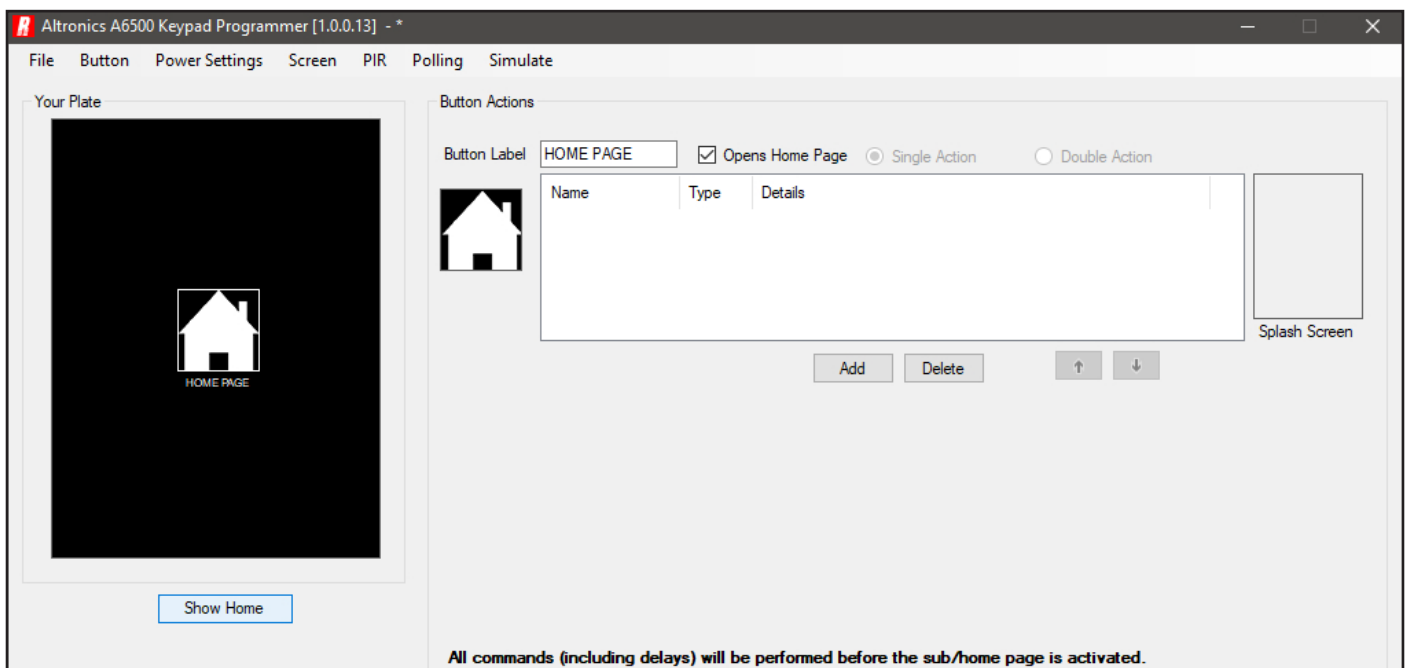 R Altronics A6500 Keypad Programmer [1.0.0.13] - *
File Button Power Settings Screen PIR Polling Simulate
Your Plate
HOME PAGE
Show Home
Button Actions
Button Label HOME PAGE Opens Home Page Single Action Double Action
Name Type Details
Splash Screen
Add Delete
All commands (including delays) will be performed before the sub/home page is activated.